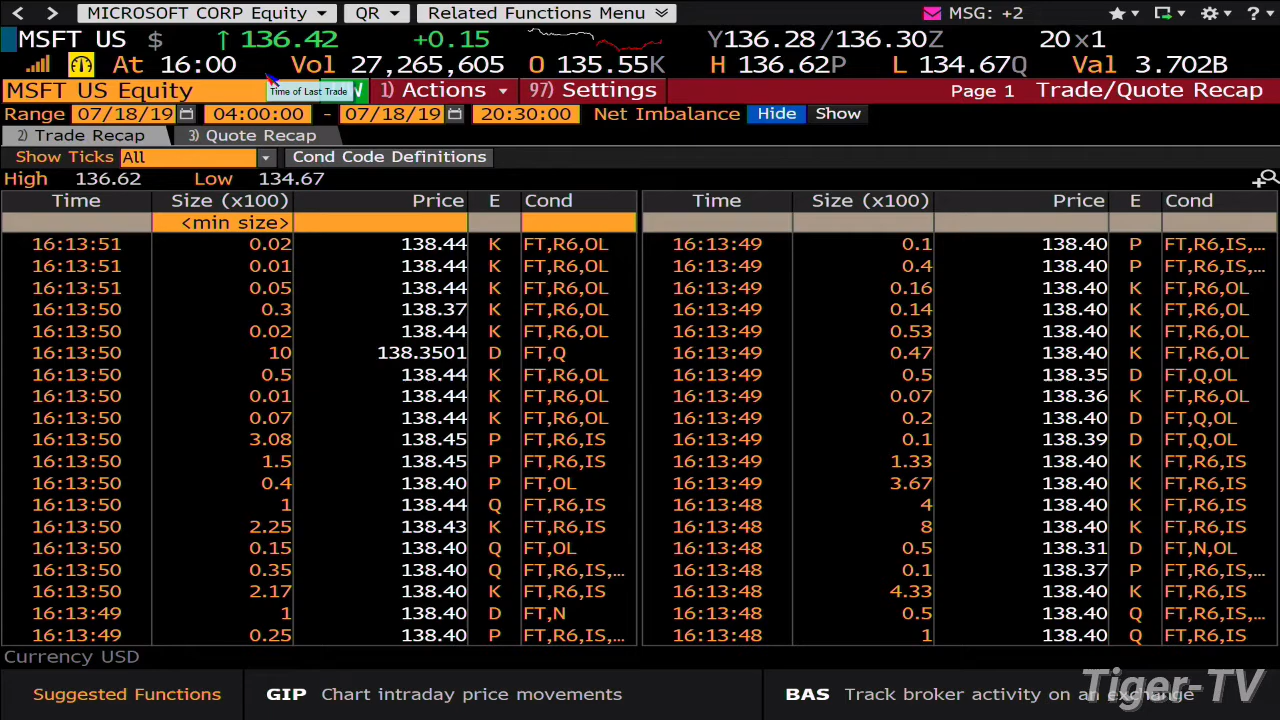 MICROSOFT CORP Equity QR Related Functions Menu MSG: +2 ?
MSFT US $ ↑ 136.42 +0.15 Y136.28/136.30Z 20x1
At 16:00 Vol 27,265,605 O 135.55K H 136.62P L 134.67Q Val 3.702B
MSFT US Equity Time of Last Trade 1) Actions 97) Settings Page 1 Trade/Quote Recap
Range 07/18/19 04:00:00 - 07/18/19 20:30:00 Net Imbalance Hide Show
2) Trade Recap 3) Quote Recap
Show Ticks All Cond Code Definitions
High 136.62 Low 134.67
Time Size (x100) Price E Cond Time Size (x100) Price E Cond
<min size>
16:13:51 0.02 138.44 K FT,R6,OL 16:13:49 0.1 138.40 P FT,R6,IS,...
16:13:51 0.01 138.44 K FT,R6,OL 16:13:49 0.4 138.40 P FT,R6,IS,...
16:13:51 0.05 138.44 K FT,R6,OL 16:13:49 0.16 138.40 K FT,R6,OL
16:13:50 0.3 138.37 K FT,R6,OL 16:13:49 0.14 138.40 K FT,R6,OL
16:13:50 0.02 138.44 K FT,R6,OL 16:13:49 0.53 138.40 K FT,R6,OL
16:13:50 10 138.3501 D FT,Q 16:13:49 0.47 138.40 K FT,R6,OL
16:13:50 0.5 138.44 K FT,R6,OL 16:13:49 0.5 138.35 D FT,Q,OL
16:13:50 0.01 138.44 K FT,R6,OL 16:13:49 0.07 138.36 K FT,R6,OL
16:13:50 0.07 138.44 K FT,R6,OL 16:13:49 0.2 138.40 D FT,Q,OL
16:13:50 3.08 138.45 P FT,R6,IS 16:13:49 0.1 138.39 D FT,Q,OL
16:13:50 1.5 138.45 P FT,R6,IS 16:13:49 1.33 138.40 K FT,R6,IS
16:13:50 0.4 138.40 P FT,OL 16:13:49 3.67 138.40 K FT,R6,IS
16:13:50 1 138.44 Q FT,R6,IS 16:13:48 4 138.40 K FT,R6,IS
16:13:50 2.25 138.43 K FT,R6,IS 16:13:48 8 138.40 K FT,R6,IS
16:13:50 0.15 138.40 Q FT,OL 16:13:48 0.5 138.31 D FT,N,OL
16:13:50 0.35 138.40 Q FT,R6,IS,... 16:13:48 0.1 138.37 P FT,R6,IS,...
16:13:50 2.17 138.40 K FT,R6,IS 16:13:48 4.33 138.40 K FT,R6,IS
16:13:49 1 138.40 D FT,N 16:13:48 0.5 138.40 Q FT,R6,IS,...
16:13:49 0.25 138.40 P FT,R6,IS,... 16:13:48 1 138.40 Q FT,R6,IS
Currency USD
Suggested Functions GIP Chart intraday price movements BAS Track broker activity on an exchange
Tiger-TV